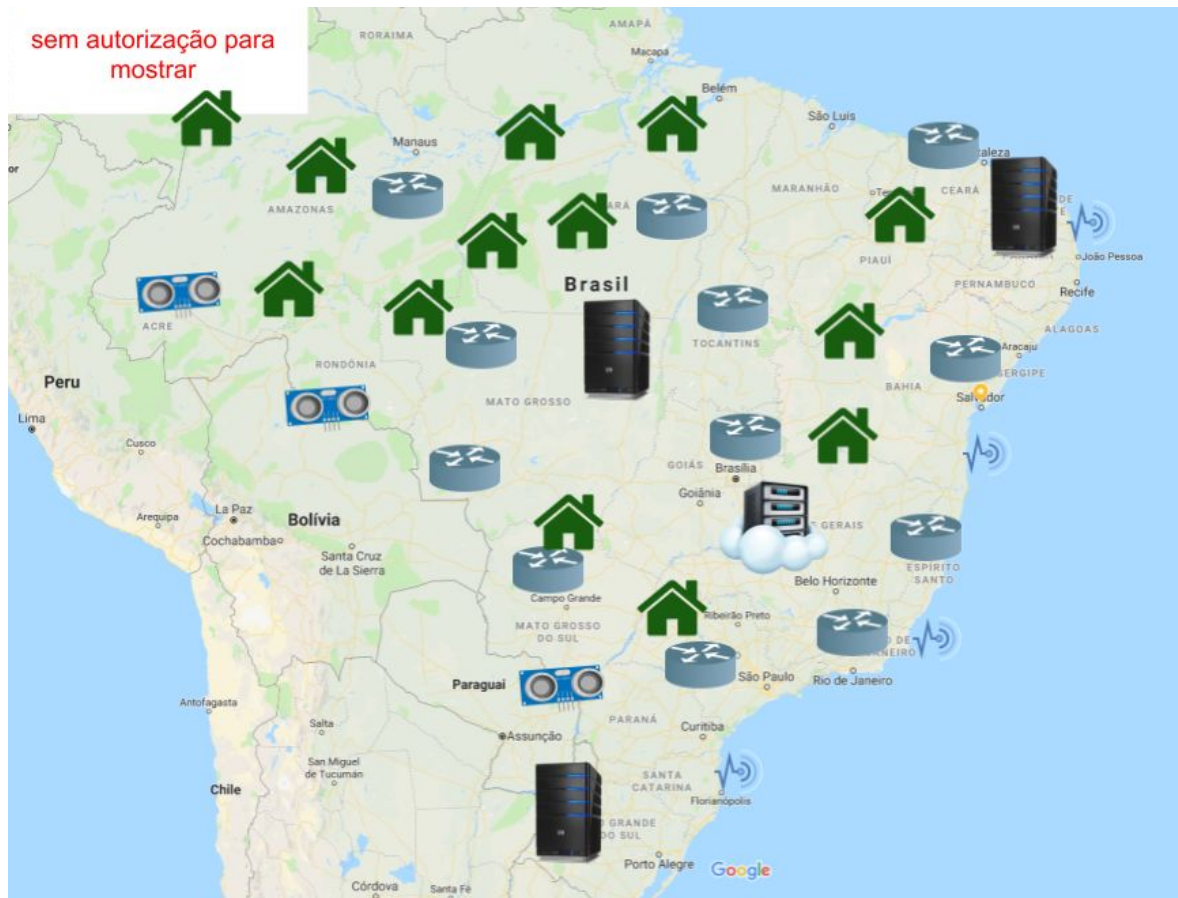 sem autorização para
mostrar
AMAPÁ
RORAIMA
Macapá
Belém
São Luís
Manaus
MARANHÃO
CEARÁ
AMAZONAS
PIAUÍ
João Pessoa
Brasil
PERNAMBUCO
Recife
ACRE
ALAGOAS
TOCANTINS
Aracaju
RONDÔNIA
Peru
BAHIA
MATO GROSSO
Salvador
Lima
Cusco
GOIÁS
Brasília
Goiânia
Arequipa
La Paz
Bolívia
Cochabamba
Santa Cruz
de La Sierra
ESPÍRITO
SANTO
Belo Horizonte
Campo Grande
Ribeirão Preto
MATO GROSSO
DO SUL
Paraguai
São Paulo
Rio de Janeiro
Antofagasta
PARANÁ
Salta
Curitiba
Assunção
San Miguel
de Tucumán
SANTA
CATARINA
Chile
Florianópolis
DO SUL
Porto Alegre
Google
Córdova
Santa Fé